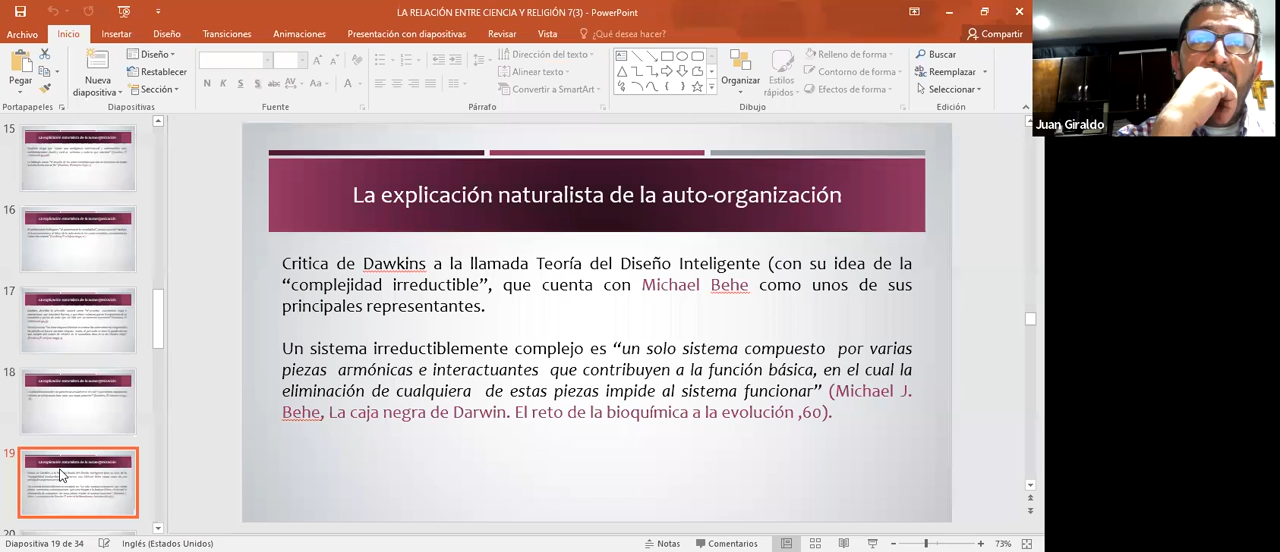 LA RELACIÓN ENTRE CIENCIA Y RELIGIÓN 7(3) - PowerPoint
Archivo Inicio Insertar Diseño Transiciones Animaciones Presentación con diapositivas Revisar Vista ¿Qué desea hacer? Compartir
Pegar
Nueva diapositiva
Diseño
Restablecer
Sección
N K S S abc AV Aa A
Dirección del texto
Alinear texto
Convertir a SmartArt
Organizar
Estilos rápidos
Relleno de forma
Contorno de forma
Efectos de forma
Buscar
Reemplazar
Seleccionar
Portapapeles Diapositivas Fuente Párrafo Dibujo Edición
Juan Giraldo
15
16
17
18
19
20
La explicación naturalista de la auto-organización
Critica de Dawkins a la llamada Teoría del Diseño Inteligente (con su idea de la
“complejidad irreductible”, que cuenta con Michael Behe como unos de sus
principales representantes.
Un sistema irreductiblemente complejo es “un solo sistema compuesto por varias
piezas armónicas e interactuantes que contribuyen a la función básica, en el cual la
eliminación de cualquiera de estas piezas impide al sistema funcionar (Michael J.
Behe, La caja negra de Darwin. El reto de la bioquímica a la evolución ,60).
Diapositiva 19 de 34 Inglés (Estados Unidos) Notas Comentarios 73%